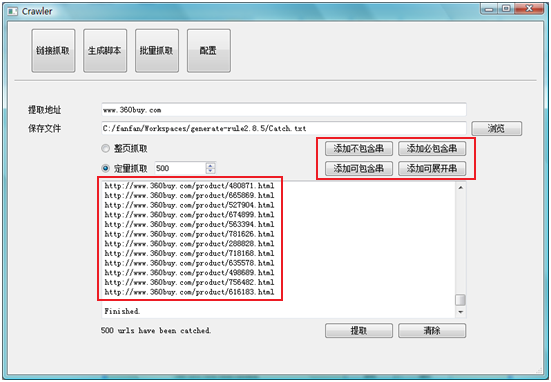 Crawler
链接抓取 生成脚本 批量抓取 配置
提取地址 www.360buy.com
保存文件 C:/fanfan/Workspaces/generate-rule2.8.5/Catch.txt 浏览
整页抓取 添加不包含串 添加必包含串
定量抓取 500 添加可包含串 添加可展开串
http://www.360buy.com/product/480871.html
http://www.360buy.com/product/665869.html
http://www.360buy.com/product/527904.html
http://www.360buy.com/product/674899.html
http://www.360buy.com/product/563394.html
http://www.360buy.com/product/781626.html
http://www.360buy.com/product/288828.html
http://www.360buy.com/product/718168.html
http://www.360buy.com/product/635578.html
http://www.360buy.com/product/498689.html
http://www.360buy.com/product/756482.html
http://www.360buy.com/product/616183.html
Finished.
500 urls have been catched. 提取 清除